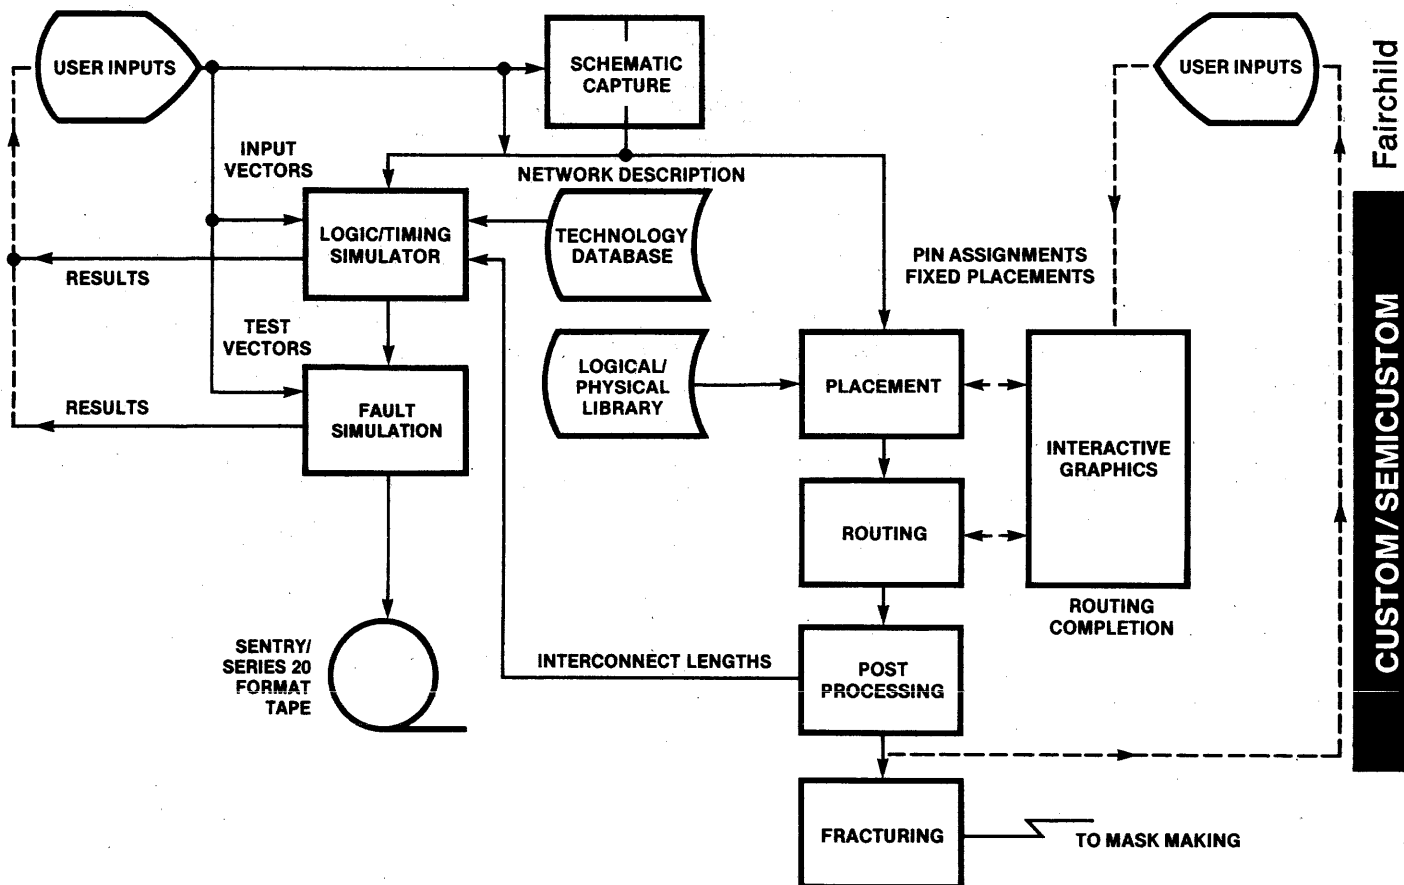 USER INPUTS
SCHEMATIC
CAPTURE
USER INPUTS
Fairchild
INPUT
VECTORS
NETWORK DESCRIPTION
LOGIC/TIMING
SIMULATOR
TECHNOLOGY
DATABASE
PIN ASSIGNMENTS
FIXED PLACEMENTS
RESULTS
TEST
VECTORS
LOGICAL/
PHYSICAL
LIBRARY
PLACEMENT
RESULTS
FAULT
SIMULATION
INTERACTIVE
GRAPHICS
CUSTOM/SEMICUSTOM
ROUTING
ROUTING
COMPLETION
SENTRY/
SERIES 20
FORMAT
TAPE
INTERCONNECT LENGTHS
POST
PROCESSING
FRACTURING
TO MASK MAKING